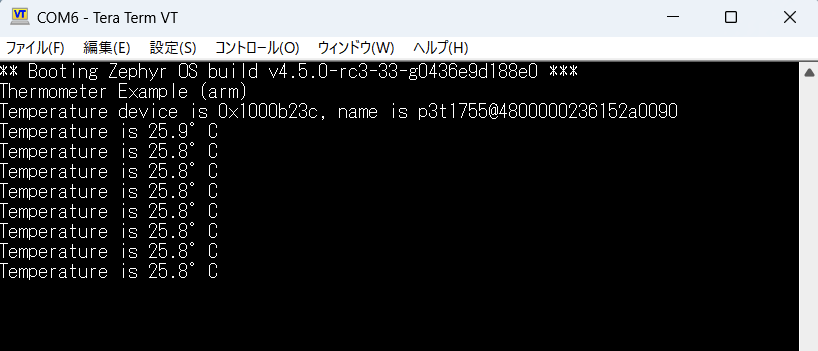 COM6 - Tera Term VT
ファイル(F) 編集(E) 設定(S) コントロール(O) ウィンドウ(W) ヘルプ(H)
** Booting Zephyr OS build v4.5.0-rc3-33-g0436e9d188e0 ***
Thermometer Example (arm)
Temperature device is 0x1000b23c, name is p3t1755@4800000236152a0090
Temperature is 25.9° C
Temperature is 25.8° C
Temperature is 25.8° C
Temperature is 25.8° C
Temperature is 25.8° C
Temperature is 25.8° C
Temperature is 25.8° C
Temperature is 25.8° C